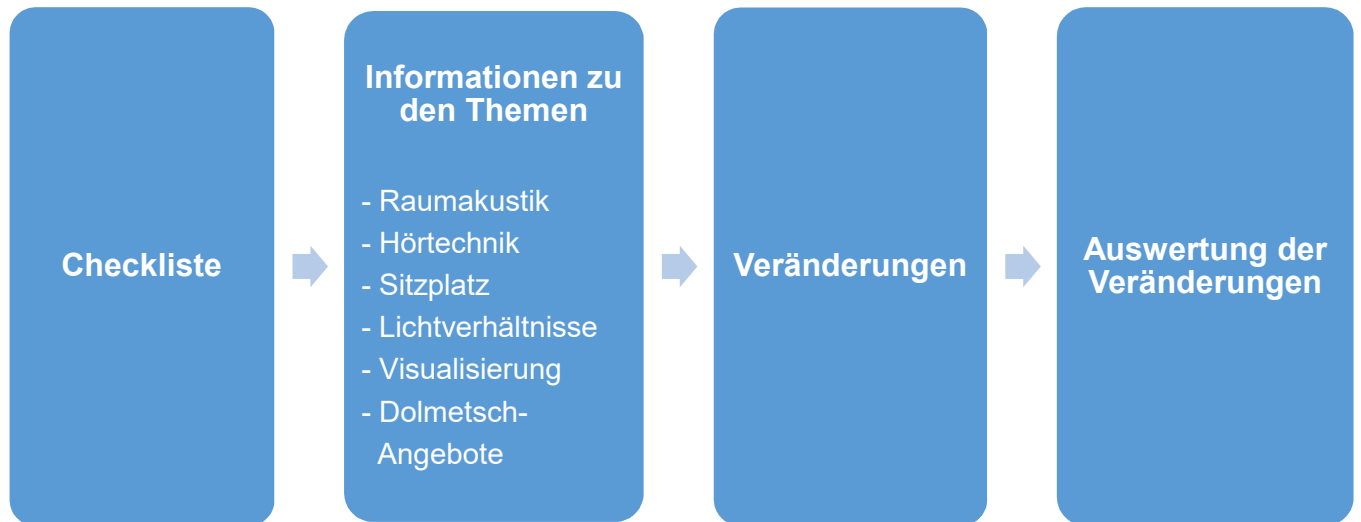 Checkliste
Informationen zu
den Themen
- Raumakustik
- Hörtechnik
- Sitzplatz
- Lichtverhältnisse
- Visualisierung
- Dolmetsch-
Angebote
Veränderungen
Auswertung der
Veränderungen